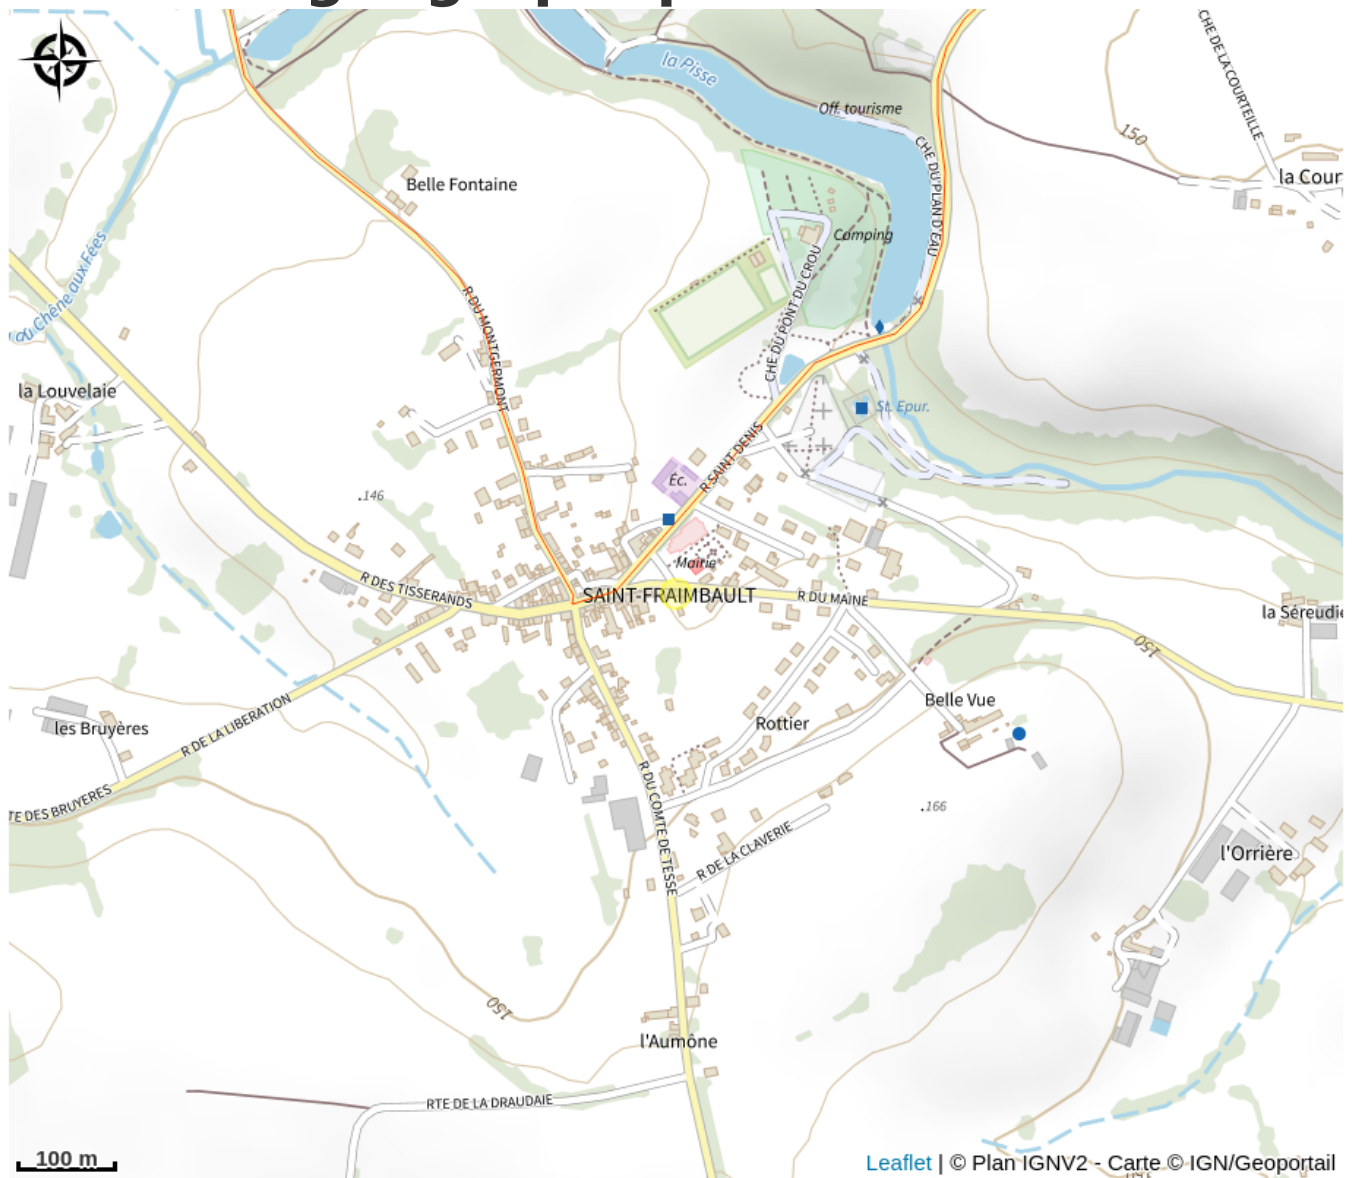 la Pisse
CHE DE LA COURTEILLE
Off. tourisme
150
CHE DU PLAN D'EAU
la Cour
Belle Fontaine
Camping
du Chêne aux Fées
CHE DU PONT DU CROU
R DU MONTGERMONT
la Louvelaie
St. Epur.
R SAINT-DENIS
Éc.
.146
Mairie
R DES TISSERANDS
SAINT-FRAIMBAULT
R DU MAINE
la Séreudie
150
Belle Vue
R DE LA LIBERATION
les Bruyères
Rottier
TE DES BRUYERES
R DU COMTE DE TESSE
.166
R DE LA CLAVERIE
l'Orrière
150
l'Aumône
RTE DE LA DRAUDAIE
100 m
Leaflet | © Plan IGNV2 - Carte © IGN/Geoportail